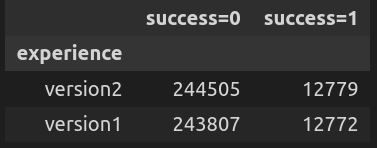 success=0 success=1
experience
version2 244505 12779
version1 243807 12772